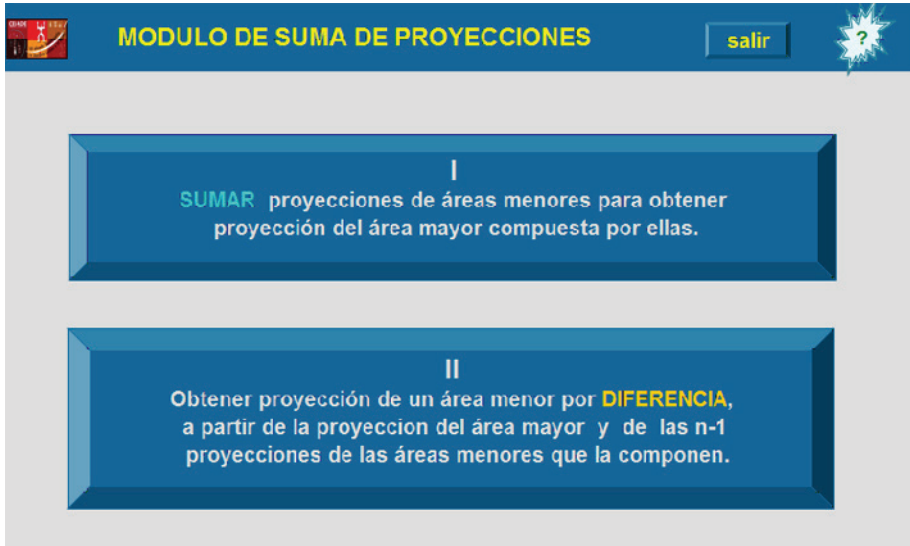 MODULO DE SUMA DE PROYECCIONES
salir
?
I
SUMAR proyecciones de áreas menores para obtener
proyección del área mayor compuesta por ellas.
II
Obtener proyección de un área menor por DIFERENCIA,
a partir de la proyeccion del área mayor y de las n-1
proyecciones de las áreas menores que la componen.